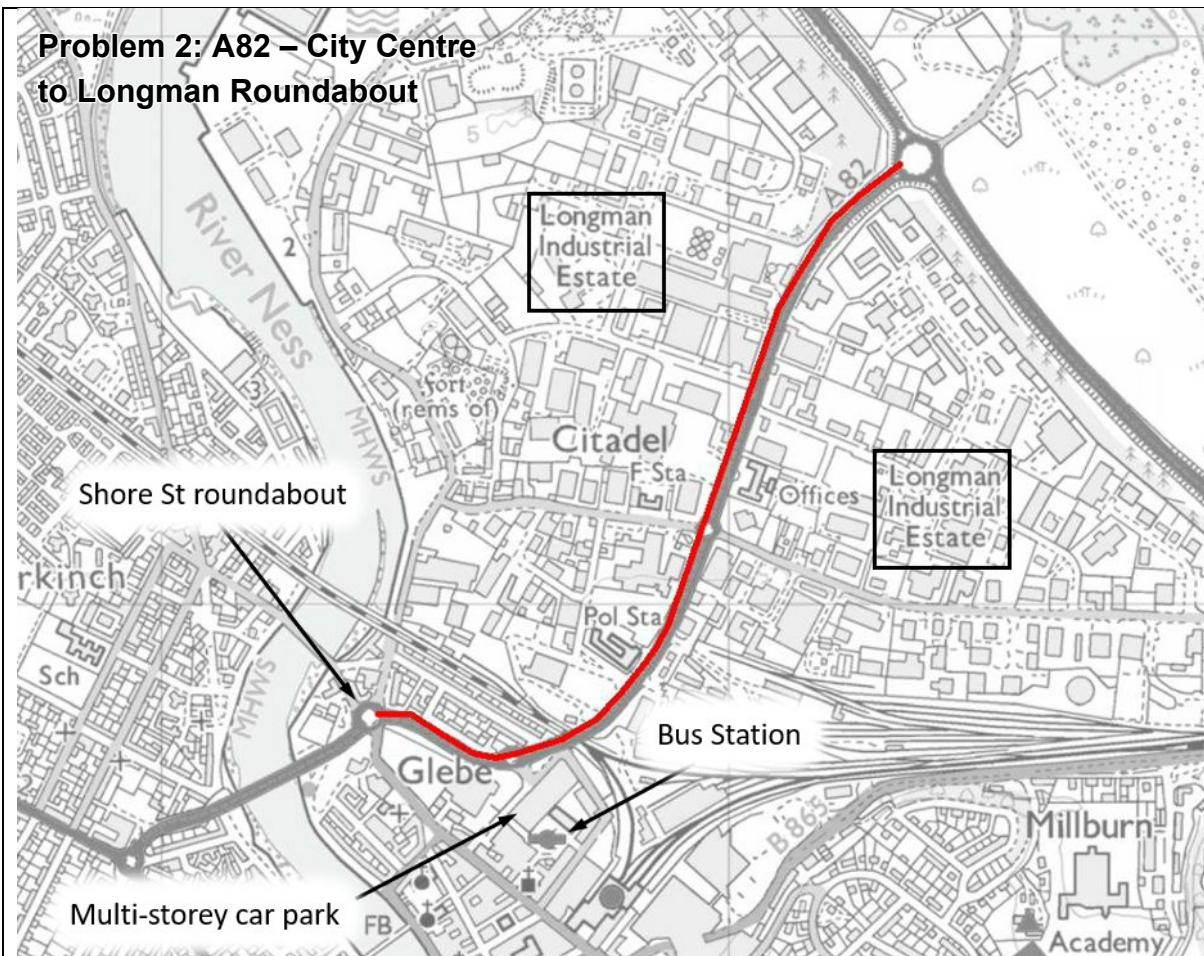 Problem 2: A82 – City Centre
to Longman Roundabout
5
A 82
River Ness
2
Longman
Industrial
Estate
3
Fort
(rems of)
MHWS
Citadel
F Sta
Offices
Longman
Industrial
Estate
Shore St roundabout
rkinch
Pol Sta
Sch
MHWS
Bus Station
Glebe
B 865
Millburn
Multi-storey car park
FB
Academy